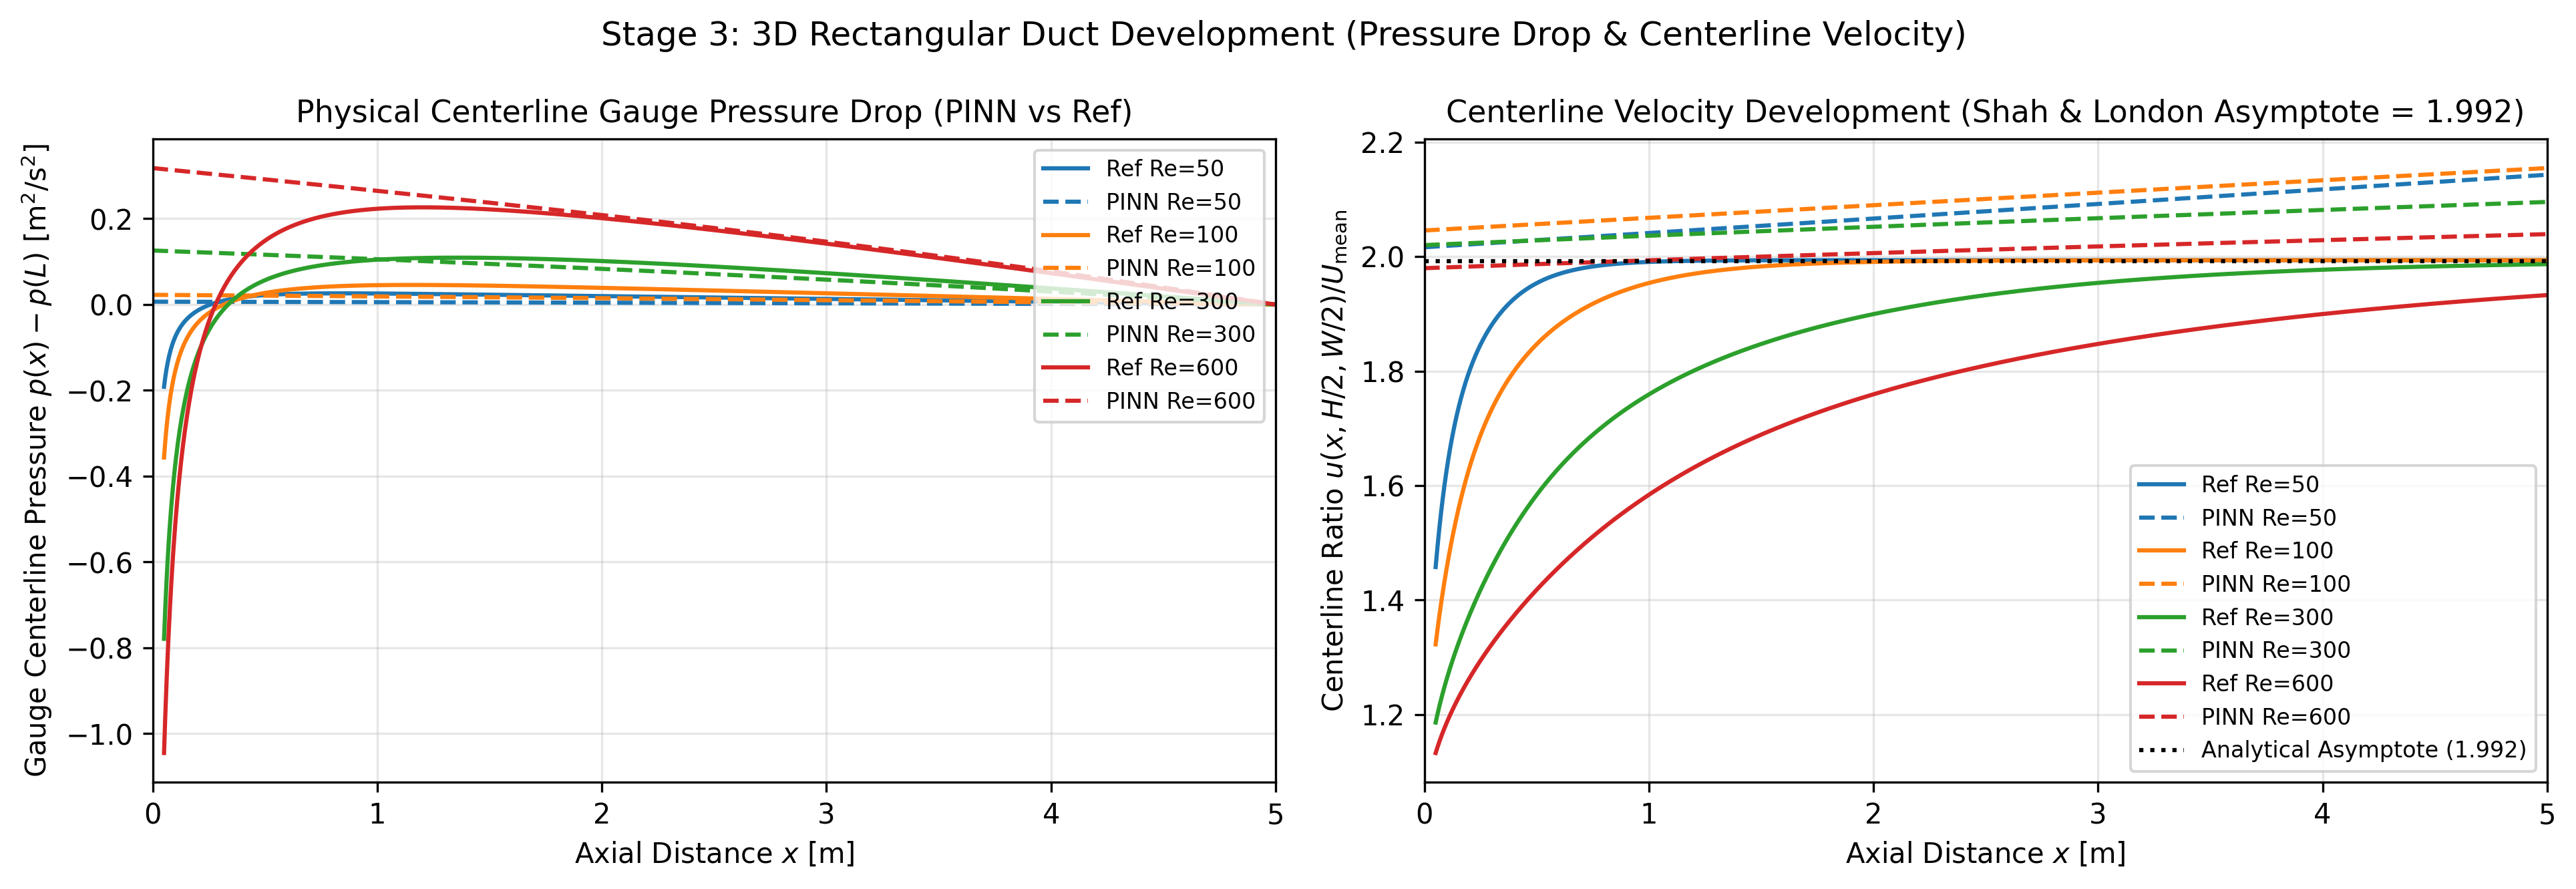 Stage 3: 3D Rectangular Duct Development (Pressure Drop & Centerline Velocity)
Physical Centerline Gauge Pressure Drop (PINN vs Ref)
Gauge Centerline Pressure p(x) − p(L) [m²/s²]
0.2
0.0
−0.2
−0.4
−0.6
−0.8
−1.0
Ref Re=50
PINN Re=50
Ref Re=100
PINN Re=100
Ref Re=300
PINN Re=300
Ref Re=600
PINN Re=600
0 1 2 3 4 5
Axial Distance x [m]
Centerline Velocity Development (Shah & London Asymptote = 1.992)
Centerline Ratio u(x, H/2, W/2)/U_mean
2.2
2.0
1.8
1.6
1.4
1.2
Ref Re=50
PINN Re=50
Ref Re=100
PINN Re=100
Ref Re=300
PINN Re=300
Ref Re=600
PINN Re=600
Analytical Asymptote (1.992)
0 1 2 3 4 5
Axial Distance x [m]